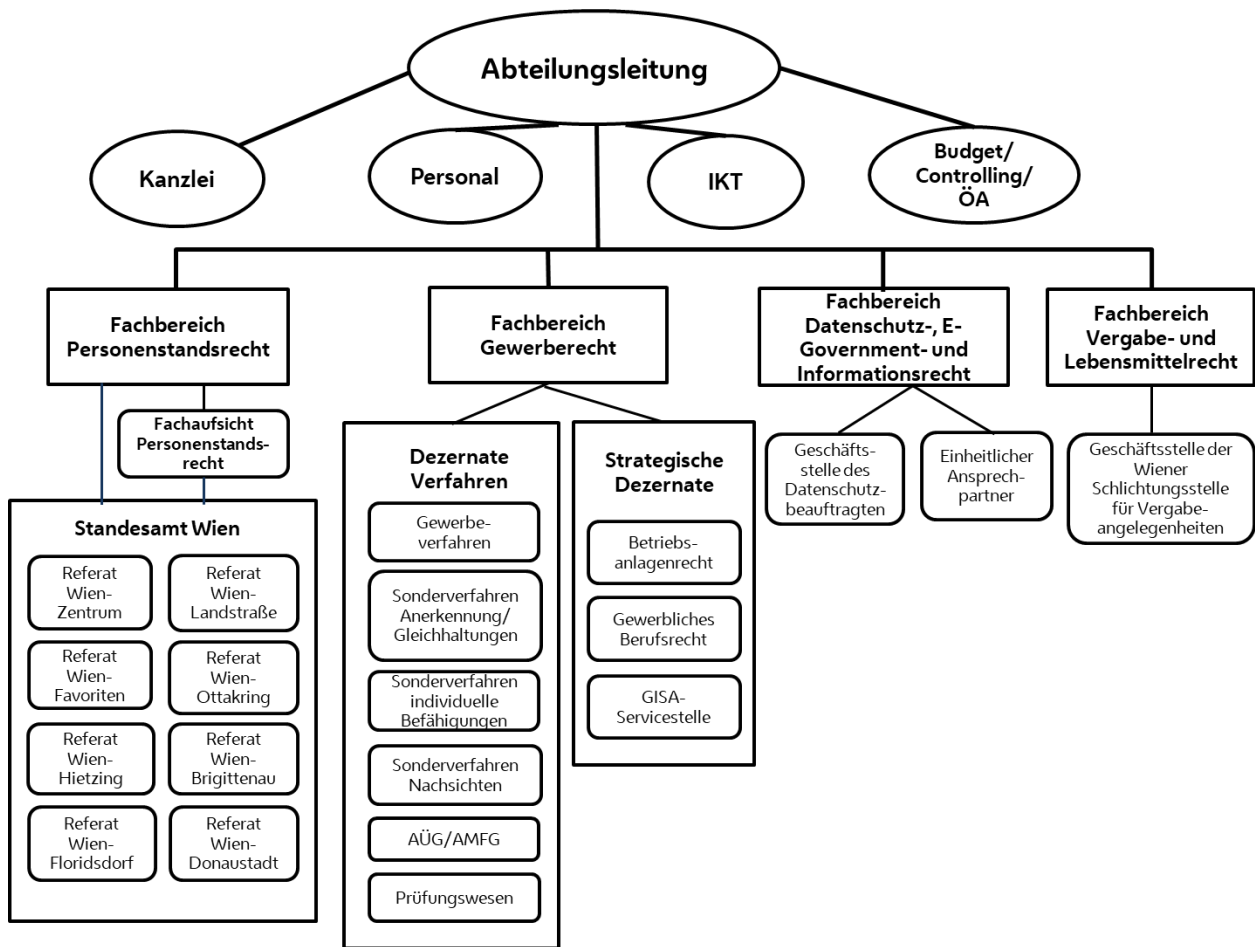 Abteilungsleitung
Kanzlei
Personal
IKT
Budget/
Controlling/
ÖA
Fachbereich
Personenstandsrecht
Fachbereich
Gewerberecht
Fachbereich
Datenschutz-, E-
Government- und
Informationsrecht
Fachbereich
Vergabe- und
Lebensmittelrecht
Fachaufsicht
Personenstands-
recht
Standesamt Wien
Referat
Wien-
Zentrum
Referat
Wien-
Landstraße
Referat
Wien-
Favoriten
Referat
Wien-
Ottakring
Referat
Wien-
Hietzing
Referat
Wien-
Brigittenau
Referat
Wien-
Floridsdorf
Referat
Wien-
Donaustadt
Dezernate
Verfahren
Gewerbe-
verfahren
Sonderverfahren
Anerkennung/
Gleichhaltungen
Sonderverfahren
individuelle
Befähigungen
Sonderverfahren
Nachsichten
AÜG/AMFG
Prüfungswesen
Strategische
Dezernate
Betriebs-
anlagenrecht
Gewerbliches
Berufsrecht
GISA-
Servicestelle
Geschäfts-
stelle des
Datenschutz-
beauftragten
Einheitlicher
Ansprech-
partner
Geschäftsstelle der
Wiener
Schlichtungsstelle
für Vergabe-
angelegenheiten